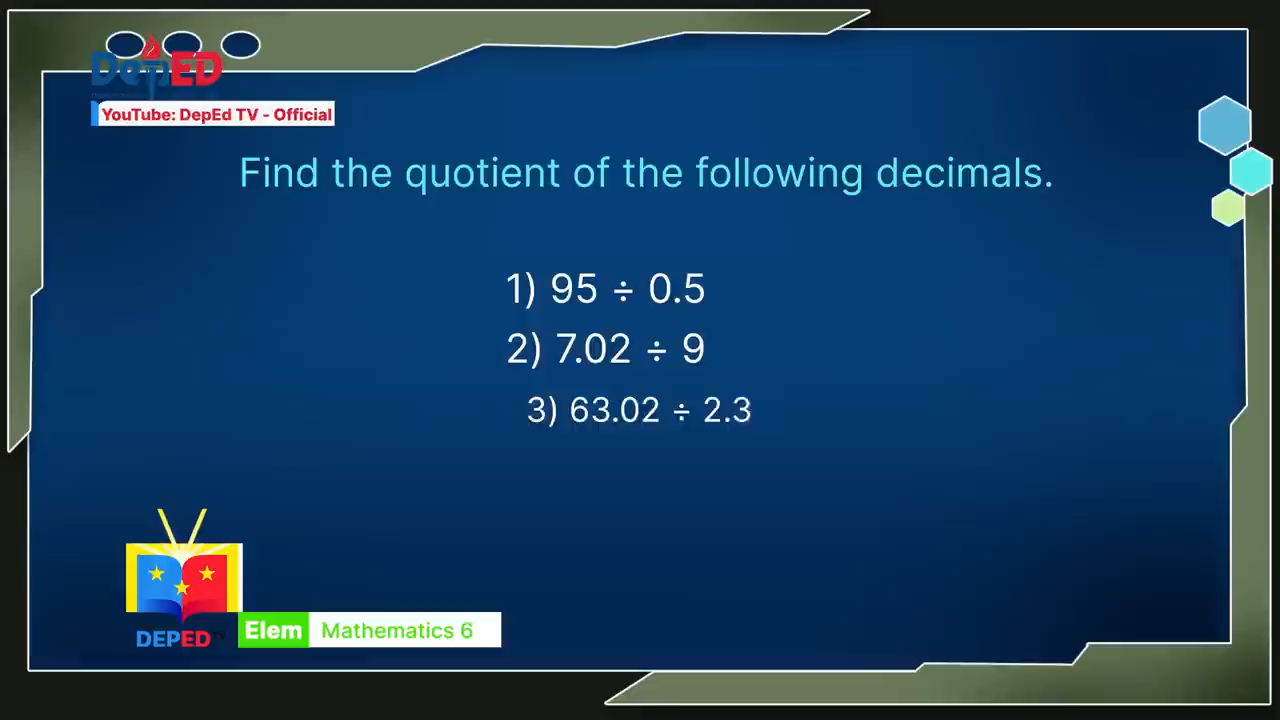 DepED
YouTube: DepEd TV - Official
Find the quotient of the following decimals.
1) 95 ÷ 0.5
2) 7.02 ÷ 9
3) 63.02 ÷ 2.3
DEPED TV
Elem Mathematics 6